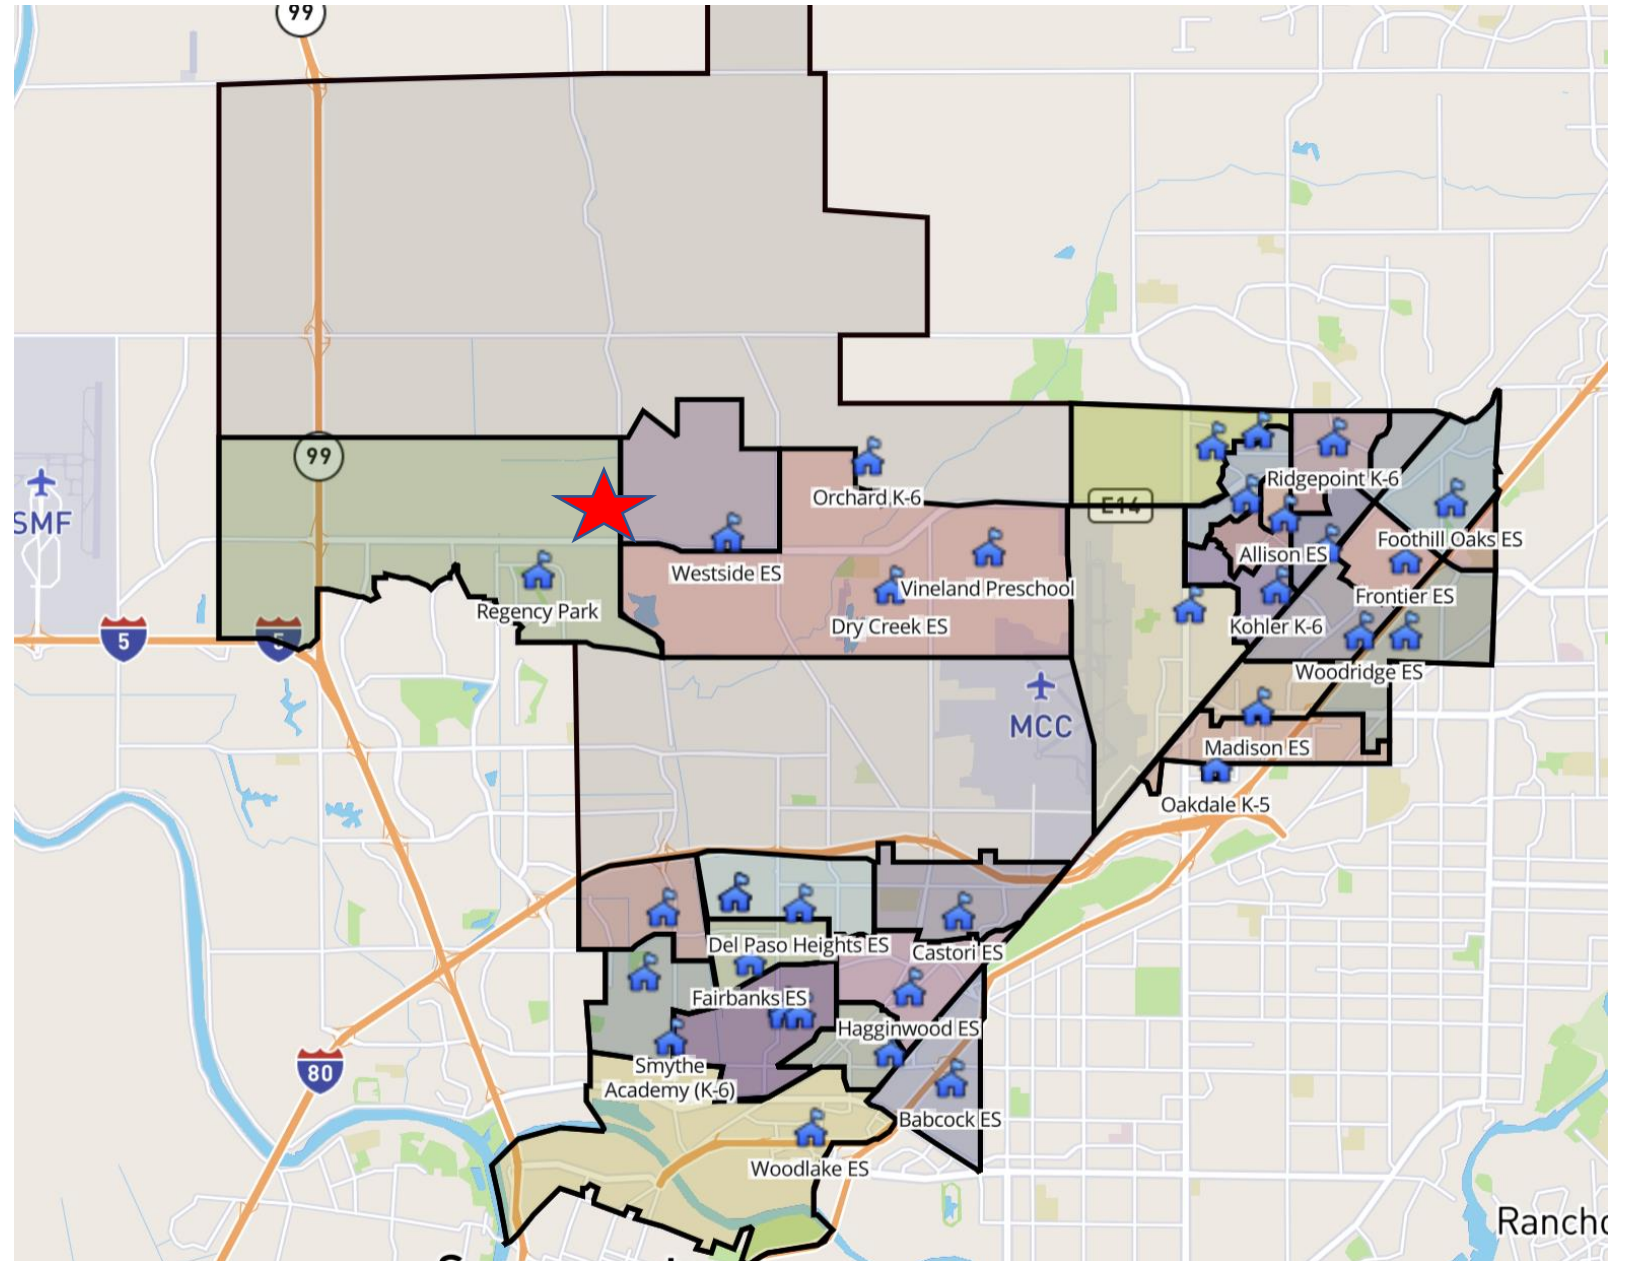 99
99
Ridgepoint K-6
Orchard K-6
E14
SMF
Foothill Oaks ES
Allison ES
Westside ES
Vineland Preschool
Frontier ES
Regency Park
Dry Creek ES
Kohler K-6
5
5
Woodridge ES
MCC
Madison ES
Oakdale K-5
Del Paso Heights ES
Castori ES
Fairbanks ES
Hagginwood ES
Smythe
Academy (K-6)
80
Babcock ES
Woodlake ES